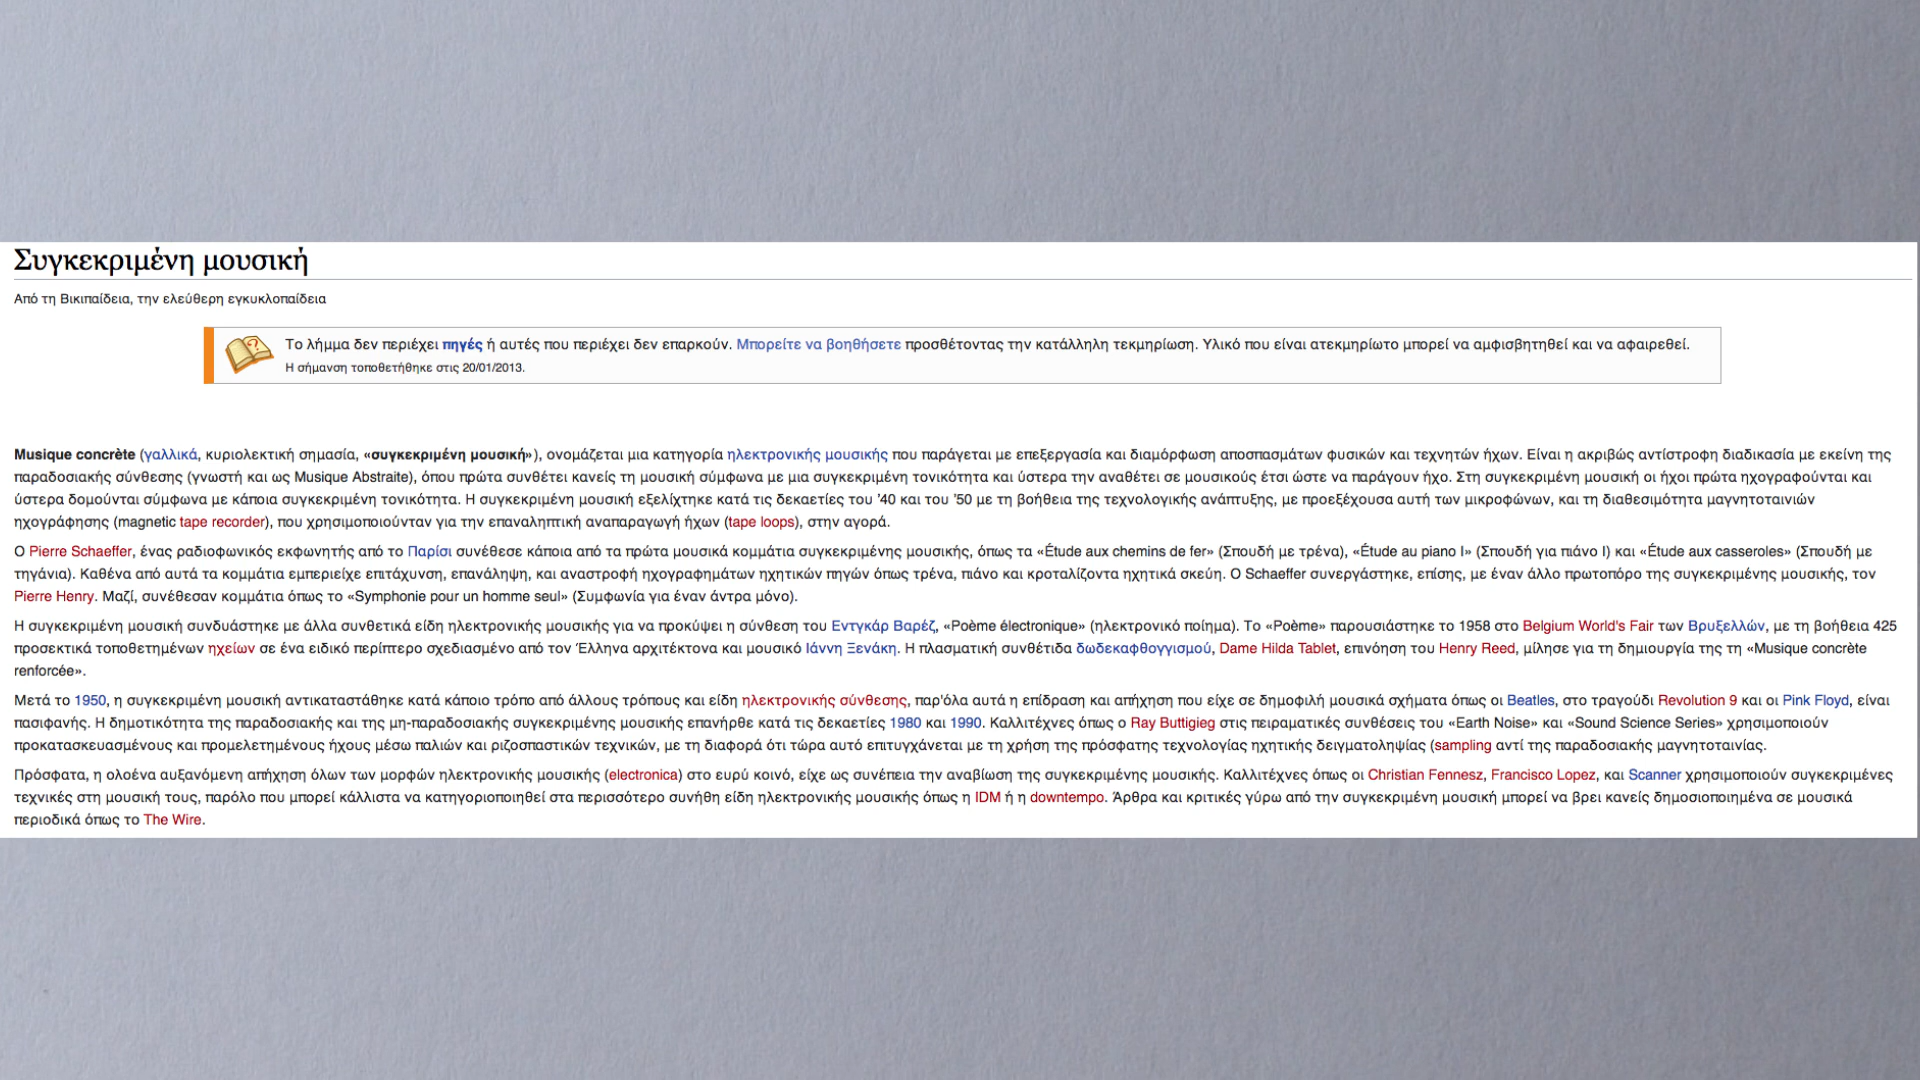 Συγκεκριμένη μουσική
Από τη Βικιπαίδεια, την ελεύθερη εγκυκλοπαίδεια
Το λήμμα δεν περιέχει πηγές ή αυτές που περιέχει δεν επαρκούν. Μπορείτε να βοηθήσετε προσθέτοντας την κατάλληλη τεκμηρίωση. Υλικό που είναι ατεκμηρίωτο μπορεί να αμφισβητηθεί και να αφαιρεθεί.
Η σήμανση τοποθετήθηκε στις 20/01/2013.
Musique concrète (γαλλικά, κυριολεκτική σημασία, «συγκεκριμένη μουσική»), ονομάζεται μια κατηγορία ηλεκτρονικής μουσικής που παράγεται με επεξεργασία και διαμόρφωση αποσπασμάτων φυσικών και τεχνητών ήχων. Είναι η ακριβώς αντίστροφη διαδικασία με εκείνη της
παραδοσιακής σύνθεσης (γνωστή και ως Musique Abstraite), όπου πρώτα συνθέτει κανείς τη μουσική σύμφωνα με μια συγκεκριμένη τονικότητα και ύστερα την αναθέτει σε μουσικούς έτσι ώστε να παράγουν ήχο. Στη συγκεκριμένη μουσική οι ήχοι πρώτα ηχογραφούνται και
ύστερα δομούνται σύμφωνα με κάποια συγκεκριμένη τονικότητα. Η συγκεκριμένη μουσική εξελίχτηκε κατά τις δεκαετίες του '40 και του '50 με τη βοήθεια της τεχνολογικής ανάπτυξης, με προεξέχουσα αυτή των μικροφώνων, και τη διαθεσιμότητα μαγνητοταινιών
ηχογράφησης (magnetic tape recorder), που χρησιμοποιούνταν για την επαναληπτική αναπαραγωγή ήχων (tape loops), στην αγορά.
Ο Pierre Schaeffer, ένας ραδιοφωνικός εκφωνητής από το Παρίσι συνέθεσε κάποια από τα πρώτα μουσικά κομμάτια συγκεκριμένης μουσικής, όπως τα «Étude aux chemins de fer» (Σπουδή με τρένα), «Étude au piano I» (Σπουδή για πιάνο Ι) και «Étude aux casseroles» (Σπουδή με
τηγάνια). Καθένα από αυτά τα κομμάτια εμπεριείχε επιτάχυνση, επανάληψη, και αναστροφή ηχογραφημάτων ηχητικών πηγών όπως τρένα, πιάνο και κροταλίζοντα ηχητικά σκεύη. Ο Schaeffer συνεργάστηκε, επίσης, με έναν άλλο πρωτοπόρο της συγκεκριμένης μουσικής, τον
Pierre Henry. Μαζί, συνέθεσαν κομμάτια όπως το «Symphonie pour un homme seul» (Συμφωνία για έναν άντρα μόνο).
Η συγκεκριμένη μουσική συνδυάστηκε με άλλα συνθετικά είδη ηλεκτρονικής μουσικής για να προκύψει η σύνθεση του Εντγκάρ Βαρέζ, «Poème électronique» (ηλεκτρονικό ποίημα). Το «Poème» παρουσιάστηκε το 1958 στο Belgium World's Fair των Βρυξελλών, με τη βοήθεια 425
προσεκτικά τοποθετημένων ηχείων σε ένα ειδικό περίπτερο σχεδιασμένο από τον Έλληνα αρχιτέκτονα και μουσικό Ιάννη Ξενάκη. Η πλασματική συνθέτιδα δωδεκαφθογγισμού, Dame Hilda Tablet, επινόηση του Henry Reed, μίλησε για τη δημιουργία της τη «Musique concrète
renforcée».
Μετά το 1950, η συγκεκριμένη μουσική αντικαταστάθηκε κατά κάποιο τρόπο από άλλους τρόπους και είδη ηλεκτρονικής σύνθεσης, παρ'όλα αυτά η επίδραση και απήχηση που είχε σε δημοφιλή μουσικά σχήματα όπως οι Beatles, στο τραγούδι Revolution 9 και οι Pink Floyd, είναι
πασιφανής. Η δημοτικότητα της παραδοσιακής και της μη-παραδοσιακής συγκεκριμένης μουσικής επανήρθε κατά τις δεκαετίες 1980 και 1990. Καλλιτέχνες όπως ο Ray Buttigieg στις πειραματικές συνθέσεις του «Earth Noise» και «Sound Science Series» χρησιμοποιούν
προκατασκευασμένους και προμελετημένους ήχους μέσω παλιών και ριζοσπαστικών τεχνικών, με τη διαφορά ότι τώρα αυτό επιτυγχάνεται με τη χρήση της πρόσφατης τεχνολογίας ηχητικής δειγματοληψίας (sampling αντί της παραδοσιακής μαγνητοταινίας.
Πρόσφατα, η ολοένα αυξανόμενη απήχηση όλων των μορφών ηλεκτρονικής μουσικής (electronica) στο ευρύ κοινό, είχε ως συνέπεια την αναβίωση της συγκεκριμένης μουσικής. Καλλιτέχνες όπως οι Christian Fennesz, Francisco Lopez, και Scanner χρησιμοποιούν συγκεκριμένες
τεχνικές στη μουσική τους, παρόλο που μπορεί κάλλιστα να κατηγοριοποιηθεί στα περισσότερο συνήθη είδη ηλεκτρονικής μουσικής όπως η IDM ή η downtempo. Άρθρα και κριτικές γύρω από την συγκεκριμένη μουσική μπορεί να βρει κανείς δημοσιοποιημένα σε μουσικά
περιοδικά όπως το The Wire.